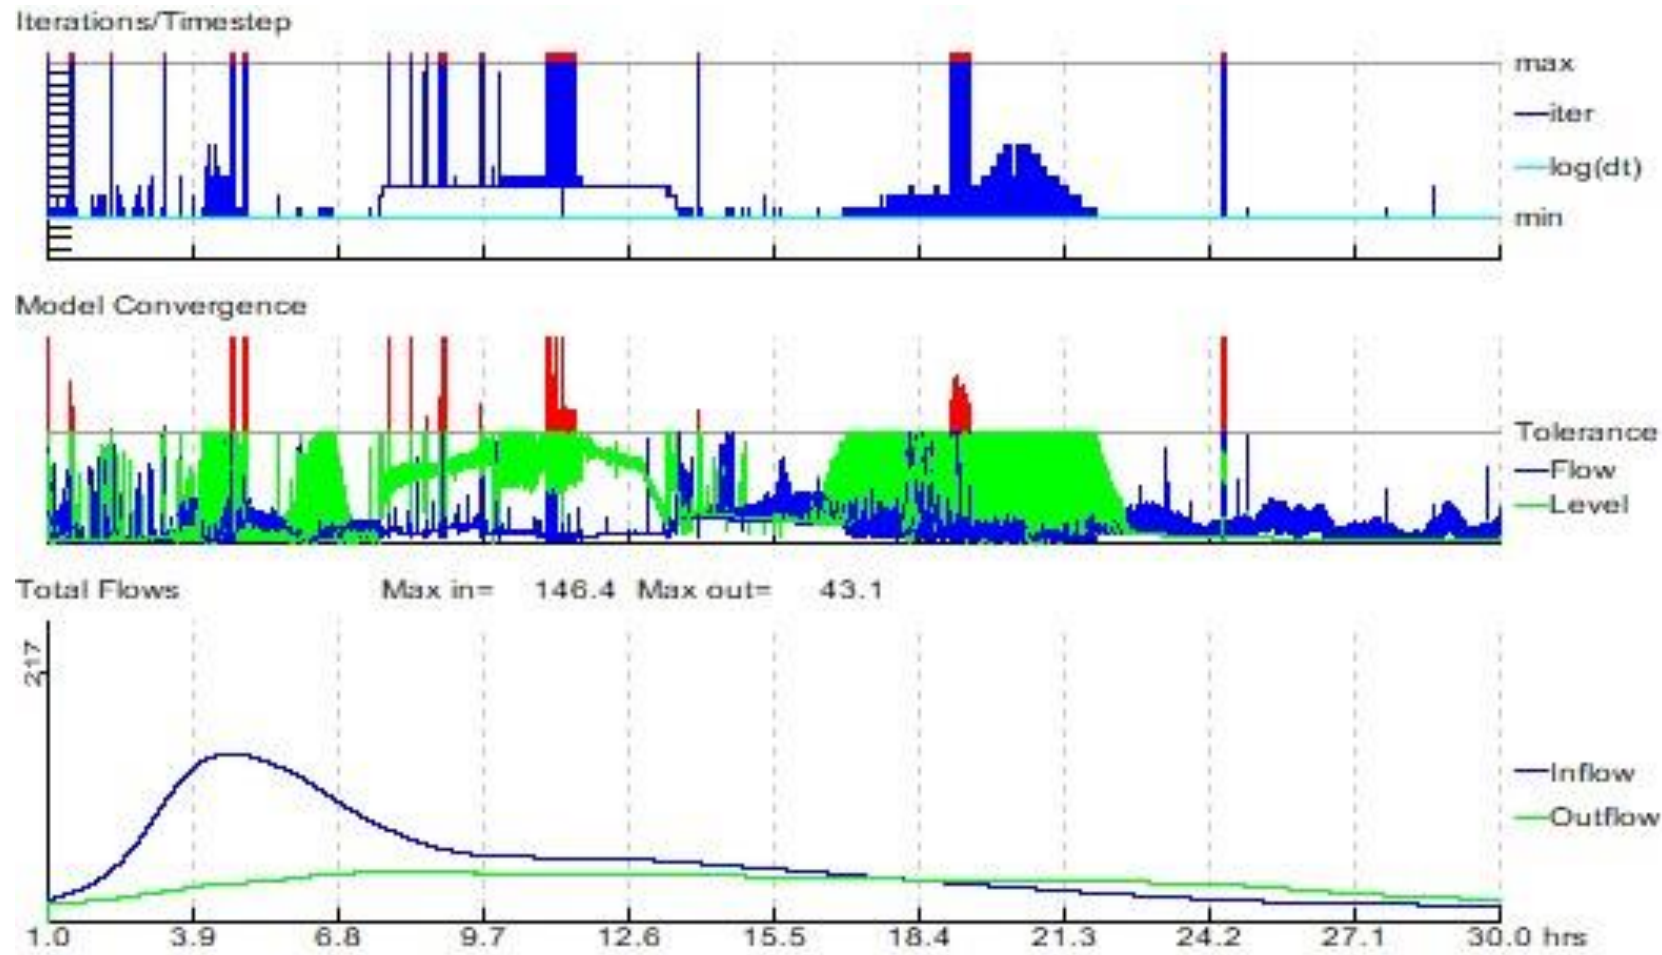 Iterations/Timestep
max
iter
log(dt)
min
Model Convergence
Tolerance
Flow
Level
Total Flows Max in= 146.4 Max out= 43.1
217
Inflow
Outflow
1.0 3.9 6.8 9.7 12.6 15.5 18.4 21.3 24.2 27.1 30.0 hrs